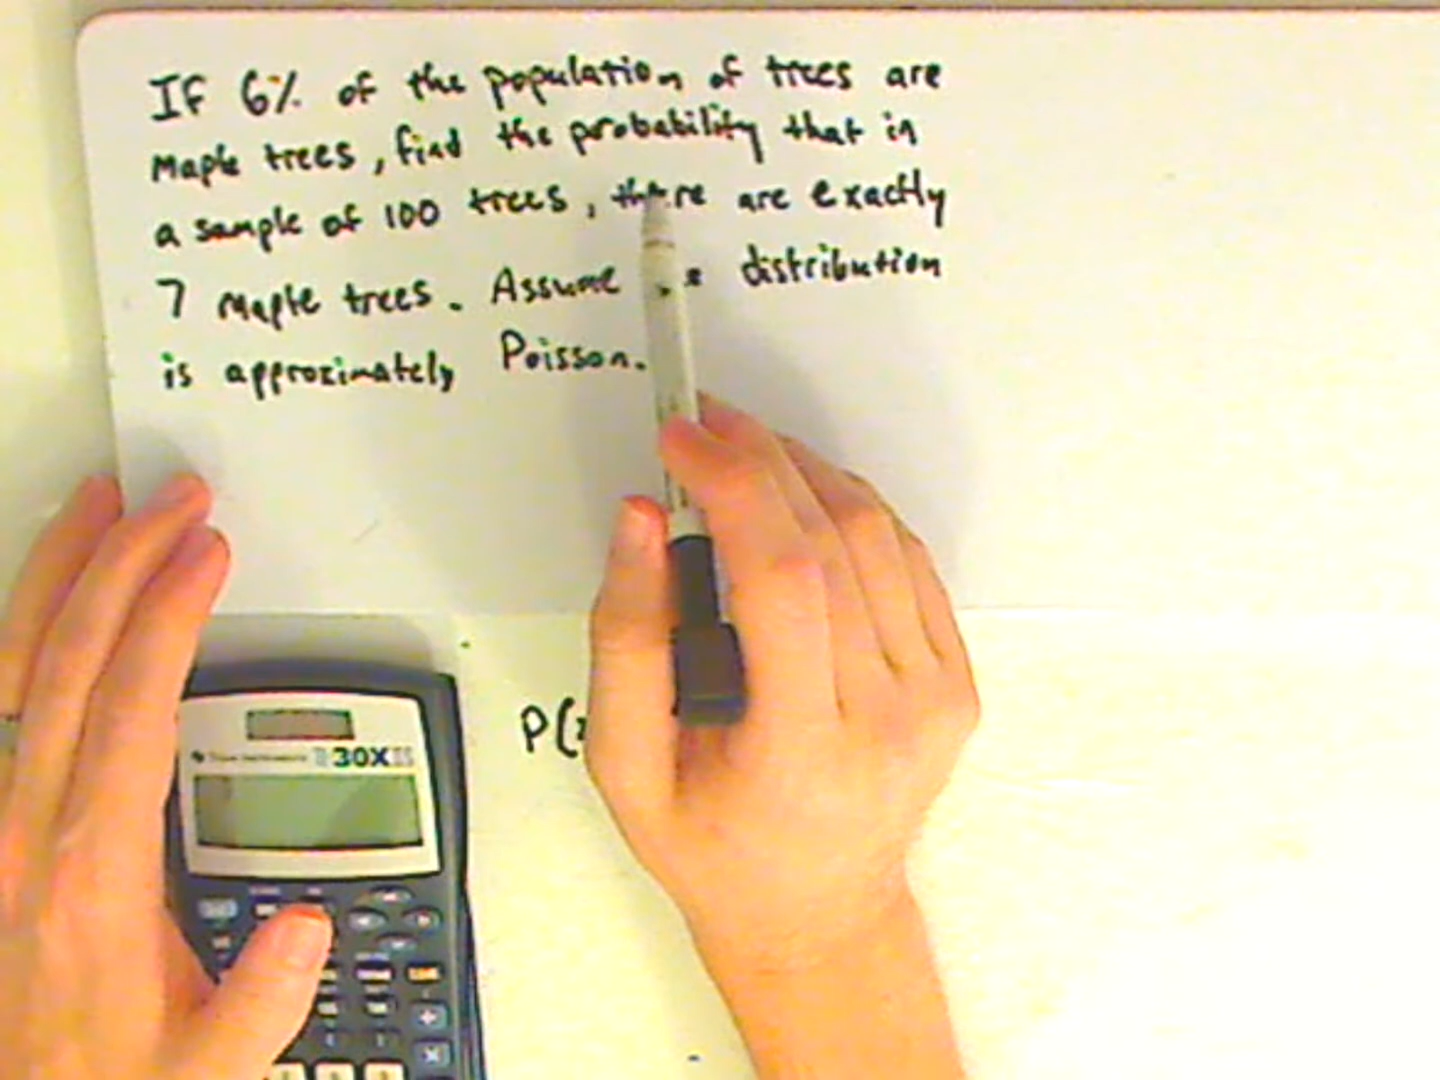 If 6% of the population of trees are
Maple trees, find the probability that in
a sample of 100 trees, there are exactly
7 Maple trees. Assume distribution
is approximately Poisson.
P(
30X